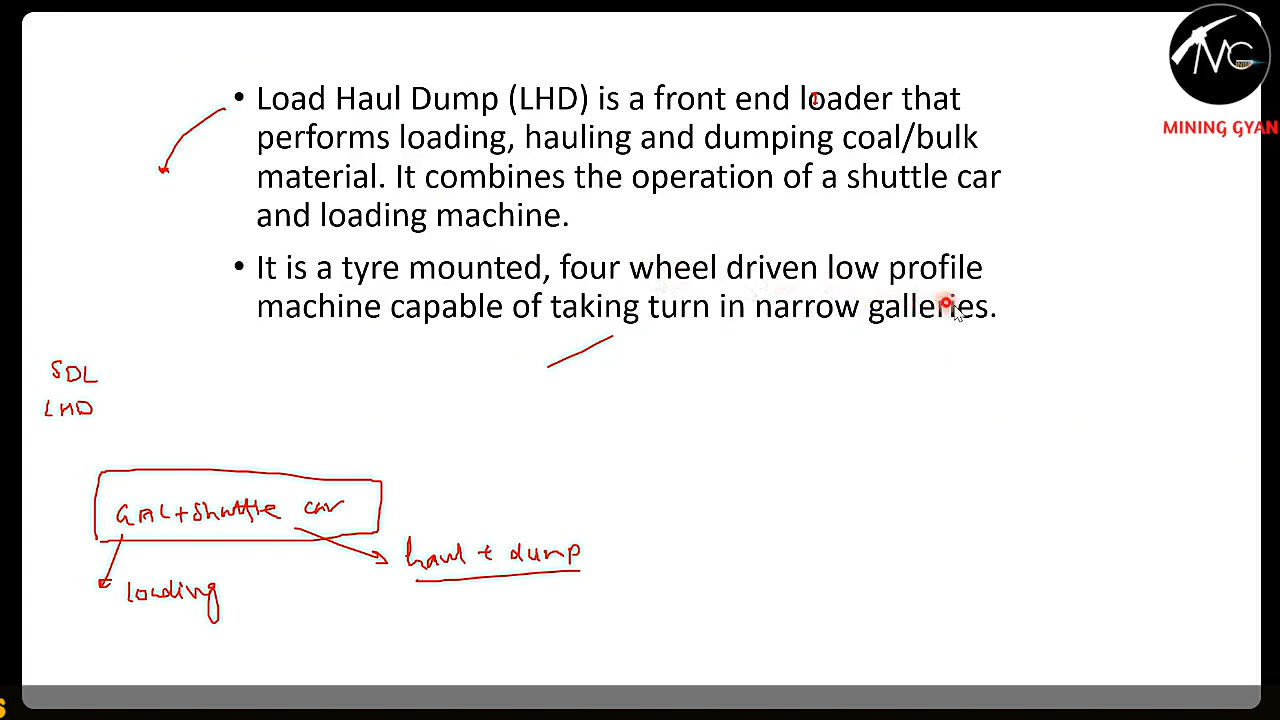 MG
MINING GYAN
• Load Haul Dump (LHD) is a front end loader that
performs loading, hauling and dumping coal/bulk
material. It combines the operation of a shuttle car
and loading machine.
• It is a tyre mounted, four wheel driven low profile
machine capable of taking turn in narrow galleries.
SDL
LHD
GAL+Shuttle car
haul + dump
loading
S